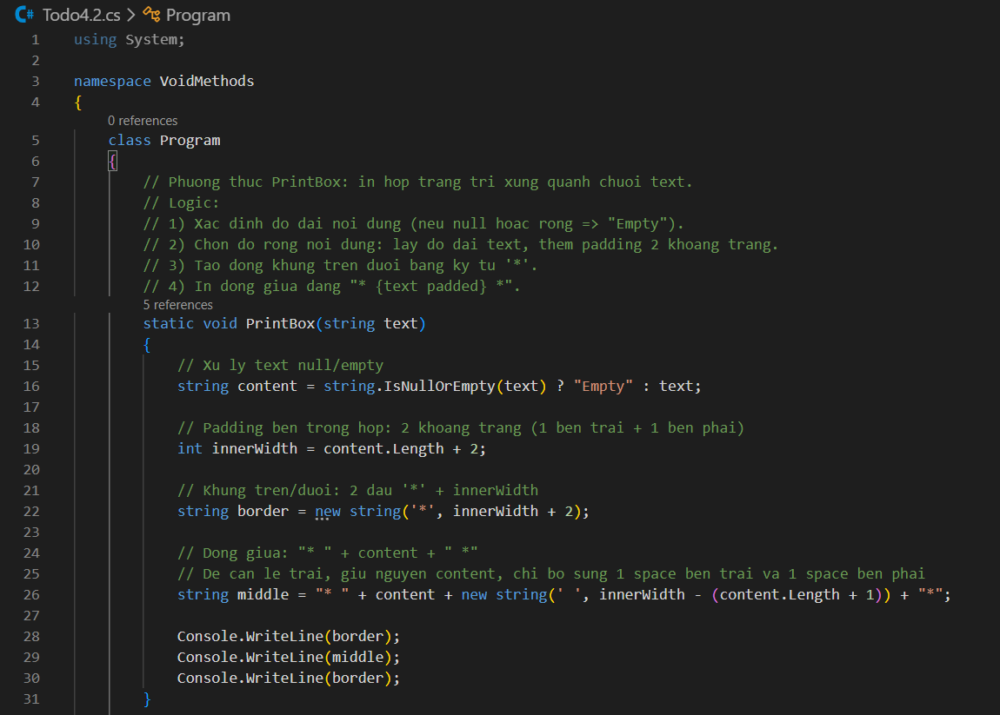 Todo4.2.cs > Program
1 using System;
2
3 namespace VoidMethods
4 {
0 references
5 class Program
6 {
7 // Phuong thuc PrintBox: in hop trang tri xung quanh chuoi text.
8 // Logic:
9 // 1) Xac dinh do dai noi dung (neu null hoac rong => "Empty").
10 // 2) Chon do rong noi dung: lay do dai text, them padding 2 khoang trang.
11 // 3) Tao dong khung tren duoi bang ky tu '*'.
12 // 4) In dong giua dang "* {text padded} *".
5 references
13 static void PrintBox(string text)
14 {
15 // Xu ly text null/empty
16 string content = string.IsNullOrEmpty(text) ? "Empty" : text;
17
18 // Padding ben trong hop: 2 khoang trang (1 ben trai + 1 ben phai)
19 int innerWidth = content.Length + 2;
20
21 // Khung tren/duoi: 2 dau '*' + innerWidth
22 string border = new string('*', innerWidth + 2);
23
24 // Dong giua: "* " + content + " *"
25 // De can le trai, giu nguyen content, chi bo sung 1 space ben trai va 1 space ben phai
26 string middle = "* " + content + new string(' ', innerWidth - (content.Length + 1)) + "*";
27
28 Console.WriteLine(border);
29 Console.WriteLine(middle);
30 Console.WriteLine(border);
31 }